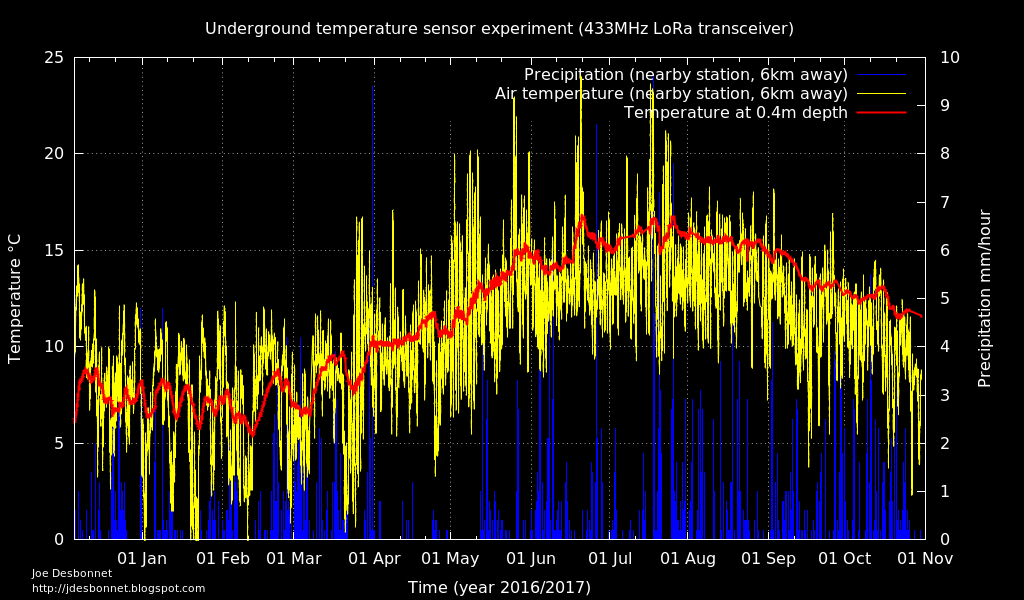 Underground temperature sensor experiment (433MHz LoRa transceiver)
25
20
15
10
5
0
10
9
8
7
6
5
4
3
2
1
0
Precipitation (nearby station, 6km away)
Air temperature (nearby station, 6km away)
Temperature at 0.4m depth
Temperature °C
Precipitation mm/hour
01 Jan 01 Feb 01 Mar 01 Apr 01 May 01 Jun 01 Jul 01 Aug 01 Sep 01 Oct 01 Nov
Time (year 2016/2017)
Joe Desbonnet
http://jdesbonnet.blogspot.com